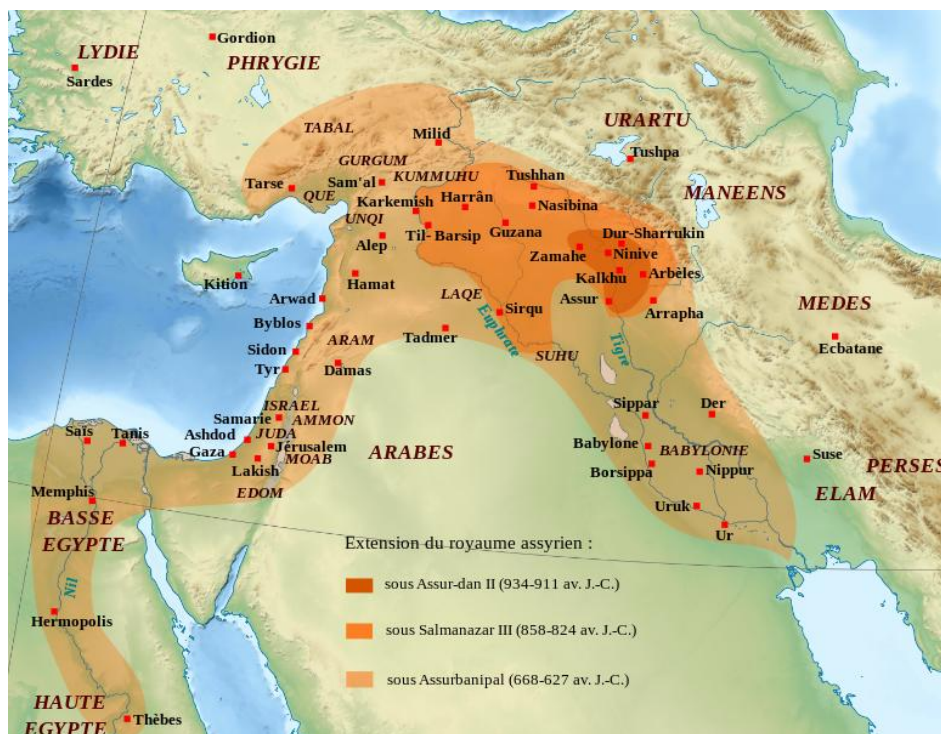 Gordion
LYDIE
PHRYGIE
Sardes
URARTU
TABAL
Milid
Tushpa
GURGUM
KUMMUHU
Tushhan
MANEENS
Tarse
Sam'al
QUE
Karkemish
Harrân
Nasibina
UNQI
Til- Barsip
Guzana
Dur-Sharrukin
Alep
Zamahe
Ninive
Kition
Hamat
Kalkhu
Arbèles
Arwad
LAQE
Sirqu
Assur
Arrapha
MEDES
Byblos
Euphrate
Tigre
ARAM
Tadmer
Ecbatane
Sidon
SUHU
Tyr
Damas
ISRAEL
Sippar
Der
Samarie
AMMON
Saïs
Tanis
Ashdod
JUDA
Jérusalem
ARABES
Babylone
BABYLONIE
Suse
Gaza
MOAB
Borsippa
Nippur
PERSES
Lakish
Memphis
EDOM
ELAM
BASSE
EGYPTE
Uruk
Ur
Extension du royaume assyrien :
sous Assur-dan II (934-911 av. J.-C.)
Nil
Hermopolis
sous Salmanazar III (858-824 av. J.-C.)
sous Assurbanipal (668-627 av. J.-C.)
HAUTE
EGYPTE
Thèbes